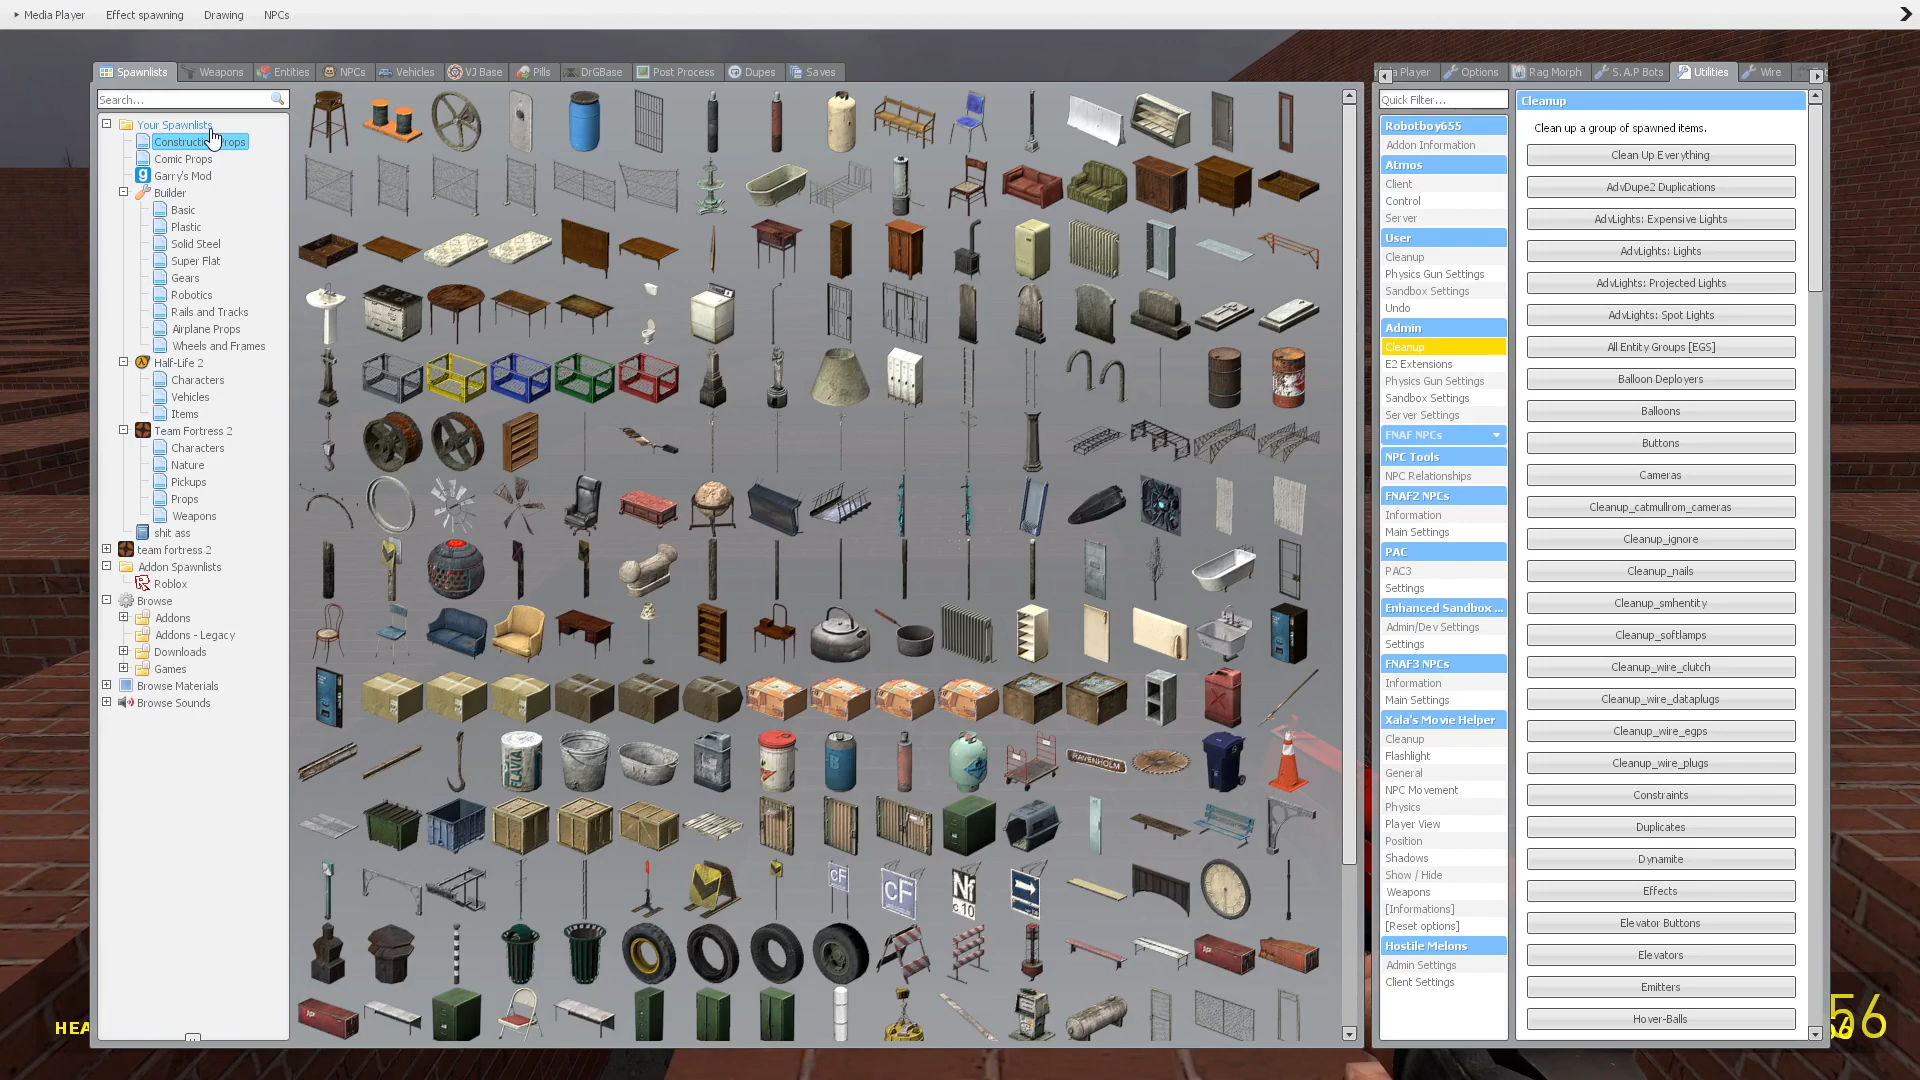 Media Player Effect spawning Drawing NPCs
Spawnlists Weapons Entities NPCs Vehicles VJ Base Pills DrGBase Post Process Dupes Saves
Search...
Your Spawnlists
Comic Props
Garry's Mod
Builder
Basic
Plastic
Solid Steel
Super Flat
Gears
Robotics
Rails and Tracks
Airplane Props
Wheels and Frames
Half-Life 2
Characters
Vehicles
Items
Team Fortress 2
Characters
Nature
Pickups
Props
Weapons
shit ass
team fortress 2
Addon Spawnlists
Roblox
Browse
Addons
Addons - Legacy
Downloads
Games
Browse Materials
Browse Sounds
RAVENHOLM
CF
CF
Nf
c 10
Player Options Rag Morph S.A.P Bots Utilities Wire
Quick Filter...
Robotboy655
Addon Information
Atmos
Client
Control
Server
User
Cleanup
Physics Gun Settings
Sandbox Settings
Undo
Admin
Cleanup
E2 Extensions
Physics Gun Settings
Sandbox Settings
Server Settings
FNAF NPCs
NPC Tools
NPC Relationships
FNAF2 NPCs
Information
Main Settings
PAC
PAC3
Settings
Enhanced Sandbox ...
Admin/Dev Settings
Settings
FNAF3 NPCs
Information
Main Settings
Xala's Movie Helper
Cleanup
Flashlight
General
NPC Movement
Physics
Player View
Position
Shadows
Show / Hide
Weapons
[Informations]
[Reset options]
Hostile Melons
Admin Settings
Client Settings
Cleanup
Clean up a group of spawned items.
Clean Up Everything
AdvDupe2 Duplications
AdvLights: Expensive Lights
AdvLights: Lights
AdvLights: Projected Lights
AdvLights: Spot Lights
All Entity Groups [EGS]
Balloon Deployers
Balloons
Buttons
Cameras
Cleanup_catmullrom_cameras
Cleanup_ignore
Cleanup_nails
Cleanup_smhentity
Cleanup_softlamps
Cleanup_wire_clutch
Cleanup_wire_dataplugs
Cleanup_wire_egps
Cleanup_wire_plugs
Constraints
Duplicates
Dynamite
Effects
Elevator Buttons
Elevators
Emitters
Hover-Balls
HEA
56